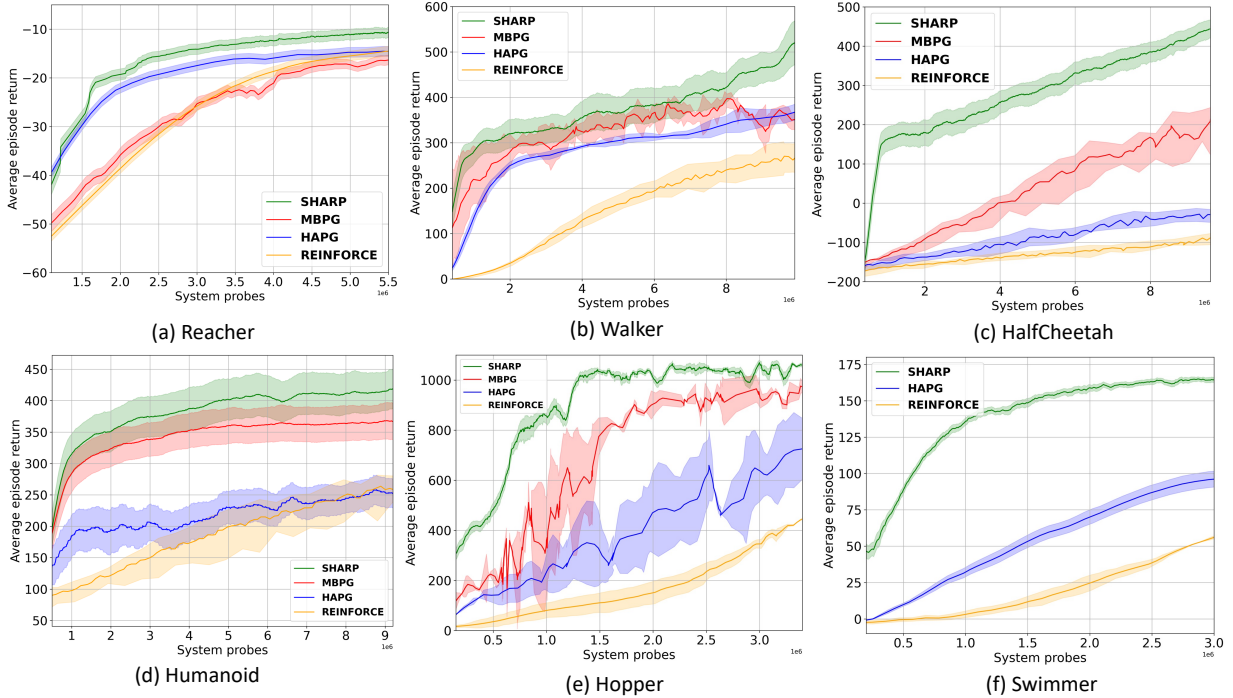 −10
−20
−30
−40
−50
−60
Average episode return
SHARP
MBPG
HAPG
REINFORCE
1.5 2.0 2.5 3.0 3.5 4.0 4.5 5.0 5.5
System probes
1e6
(a) Reacher
600
500
400
300
200
100
0
Average episode return
SHARP
MBPG
HAPG
REINFORCE
2 4 6 8
System probes
1e6
(b) Walker
500
400
300
200
100
0
−100
−200
Average episode return
SHARP
MBPG
HAPG
REINFORCE
2 4 6 8
System probes
1e6
(c) HalfCheetah
450
400
350
300
250
200
150
100
50
Average episode return
SHARP
MBPG
HAPG
REINFORCE
1 2 3 4 5 6 7 8 9
System probes
1e6
(d) Humanoid
1000
800
600
400
200
0
Average episode return
SHARP
MBPG
HAPG
REINFORCE
0.5 1.0 1.5 2.0 2.5 3.0
System probes
1e6
(e) Hopper
175
150
125
100
75
50
25
0
Average episode return
SHARP
HAPG
REINFORCE
0.5 1.0 1.5 2.0 2.5 3.0
System probes
1e6
(f) Swimmer